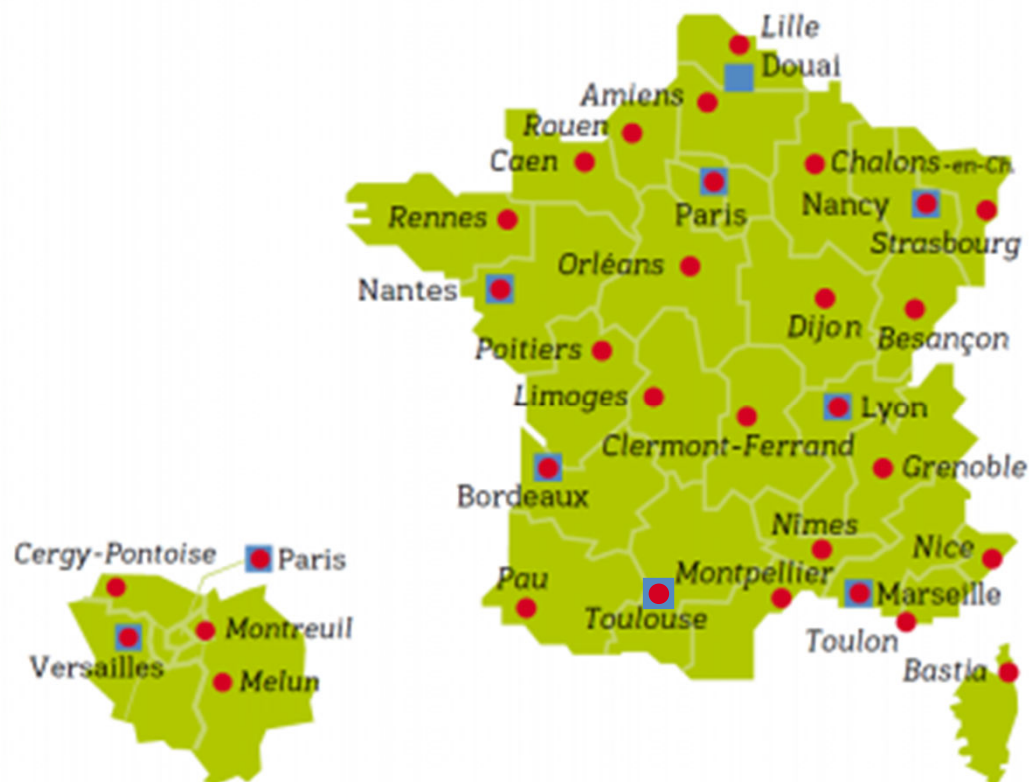 Lille
Douai
Amiens
Rouen
Caen
Chalons-en-Ch.
Paris
Nancy
Rennes
Strasbourg
Orléans
Nantes
Dijon
Besançon
Poitiers
Limoges
Lyon
Clermont-Ferrand
Grenoble
Bordeaux
Nîmes
Nice
Pau
Montpellier
Marseille
Toulouse
Toulon
Bastia
Cergy-Pontoise
Paris
Montreuil
Versailles
Melun